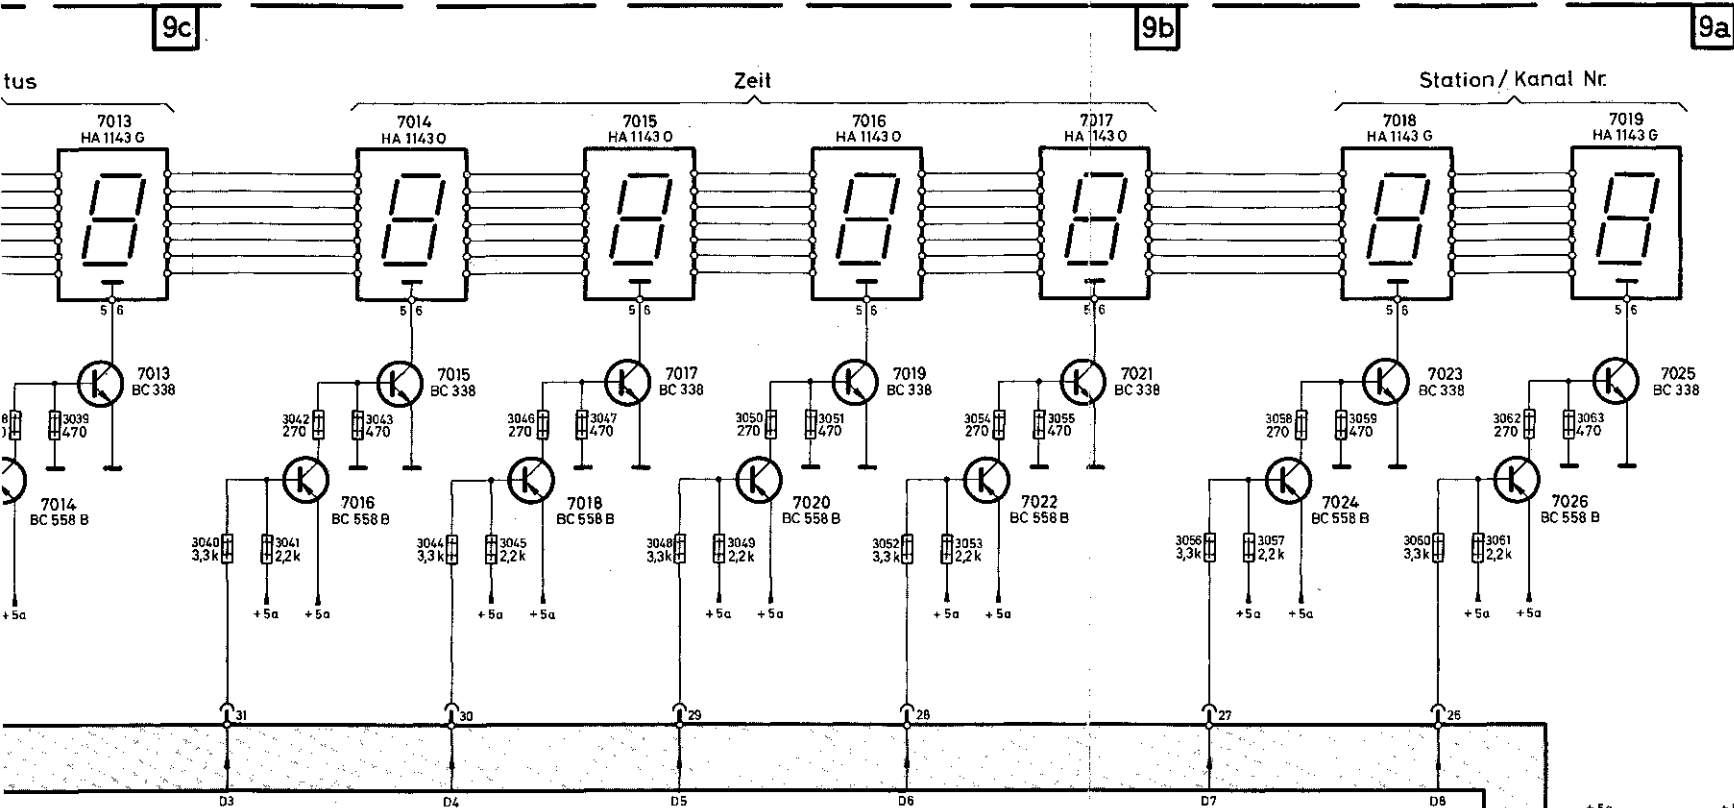 9c
9b
9a
tus
Zeit
Station/Kanal Nr.
7013
HA 1143 G
7014
HA 1143 O
7015
HA 1143 O
7016
HA 1143 O
7017
HA 1143 O
7018
HA 1143 G
7019
HA 1143 G
5 6
5 6
5 6
5 6
5 6
5 6
5 6
7013
BC 338
7015
BC 338
7017
BC 338
7019
BC 338
7021
BC 338
7023
BC 338
7025
BC 338
3039
470
3042
270
3043
470
3046
270
3047
470
3050
270
3051
470
3054
270
3055
470
3058
270
3059
470
3062
270
3063
470
7014
BC 558 B
7016
BC 558 B
7018
BC 558 B
7020
BC 558 B
7022
BC 558 B
7024
BC 558 B
7026
BC 558 B
3040
3,3k
3041
2,2k
3044
3,3k
3045
2,2k
3048
3,3k
3049
2,2k
3052
3,3k
3053
2,2k
3056
3,3k
3057
2,2k
3060
3,3k
3061
2,2k
+5a
+5a
+5a
+5a
+5a
+5a
+5a
+5a
+5a
+5a
+5a
+5a
+5a
31
30
29
28
27
26
D3
D4
D5
D6
D7
D8
+5a